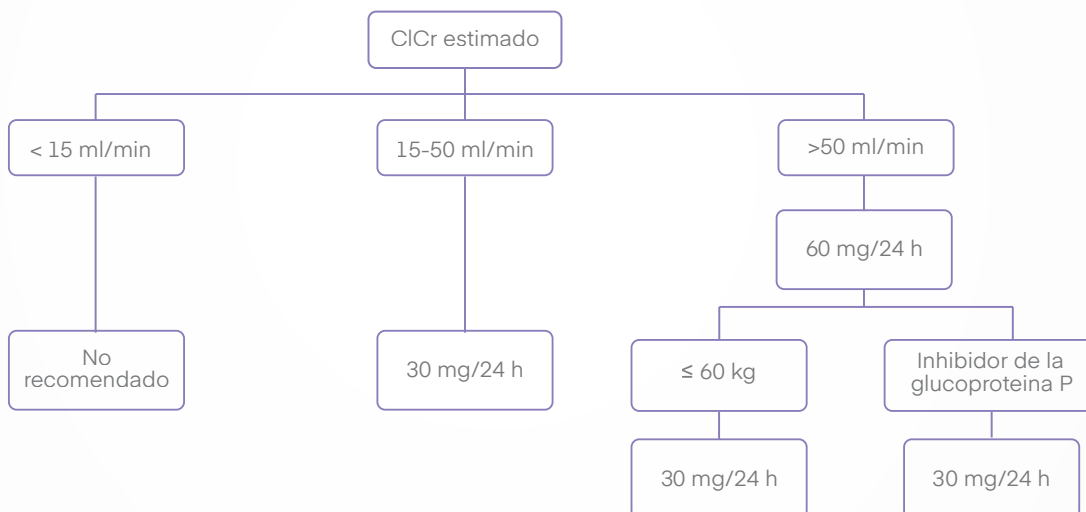 ClCr estimado
< 15 ml/min
15-50 ml/min
>50 ml/min
60 mg/24 h
No
recomendado
30 mg/24 h
≤ 60 kg
Inhibidor de la
glucoproteina P
30 mg/24 h
30 mg/24 h